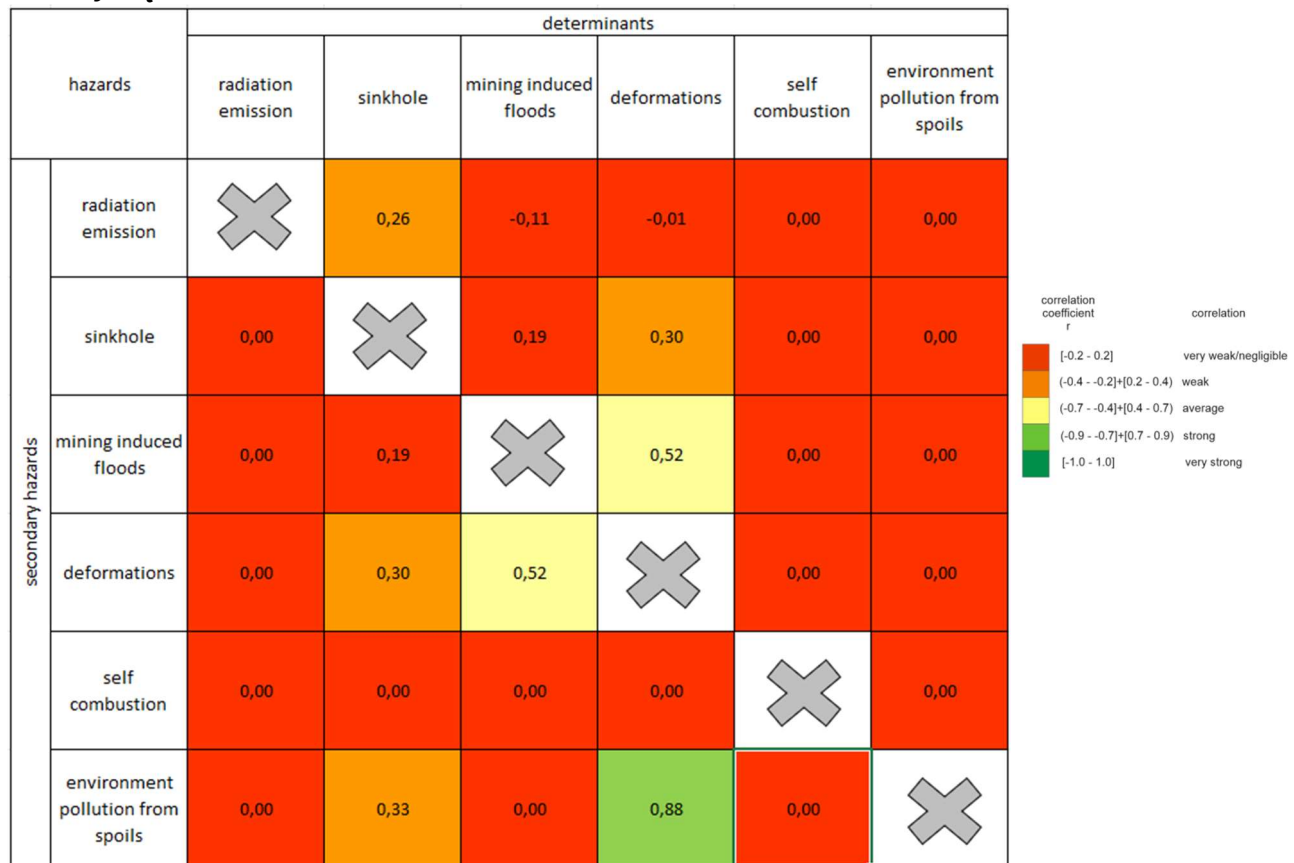 determinants
hazards
radiation
emission
sinkhole
mining induced
floods
deformations
self
combustion
environment
pollution from
spoils
secondary hazards
radiation
emission
0,26
-0,11
-0,01
0,00
0,00
sinkhole
0,00
0,19
0,30
0,00
0,00
mining induced
floods
0,00
0,19
0,52
0,00
0,00
deformations
0,00
0,30
0,52
0,00
0,00
self
combustion
0,00
0,00
0,00
0,00
0,00
environment
pollution from
spoils
0,00
0,33
0,00
0,88
0,00
correlation
coefficient
r
correlation
[-0.2 - 0.2] very weak/negligible
(-0.4 - -0.2]+[0.2 - 0.4) weak
(-0.7 - -0.4]+[0.4 - 0.7) average
(-0.9 - -0.7]+[0.7 - 0.9) strong
[-1.0 - 1.0] very strong